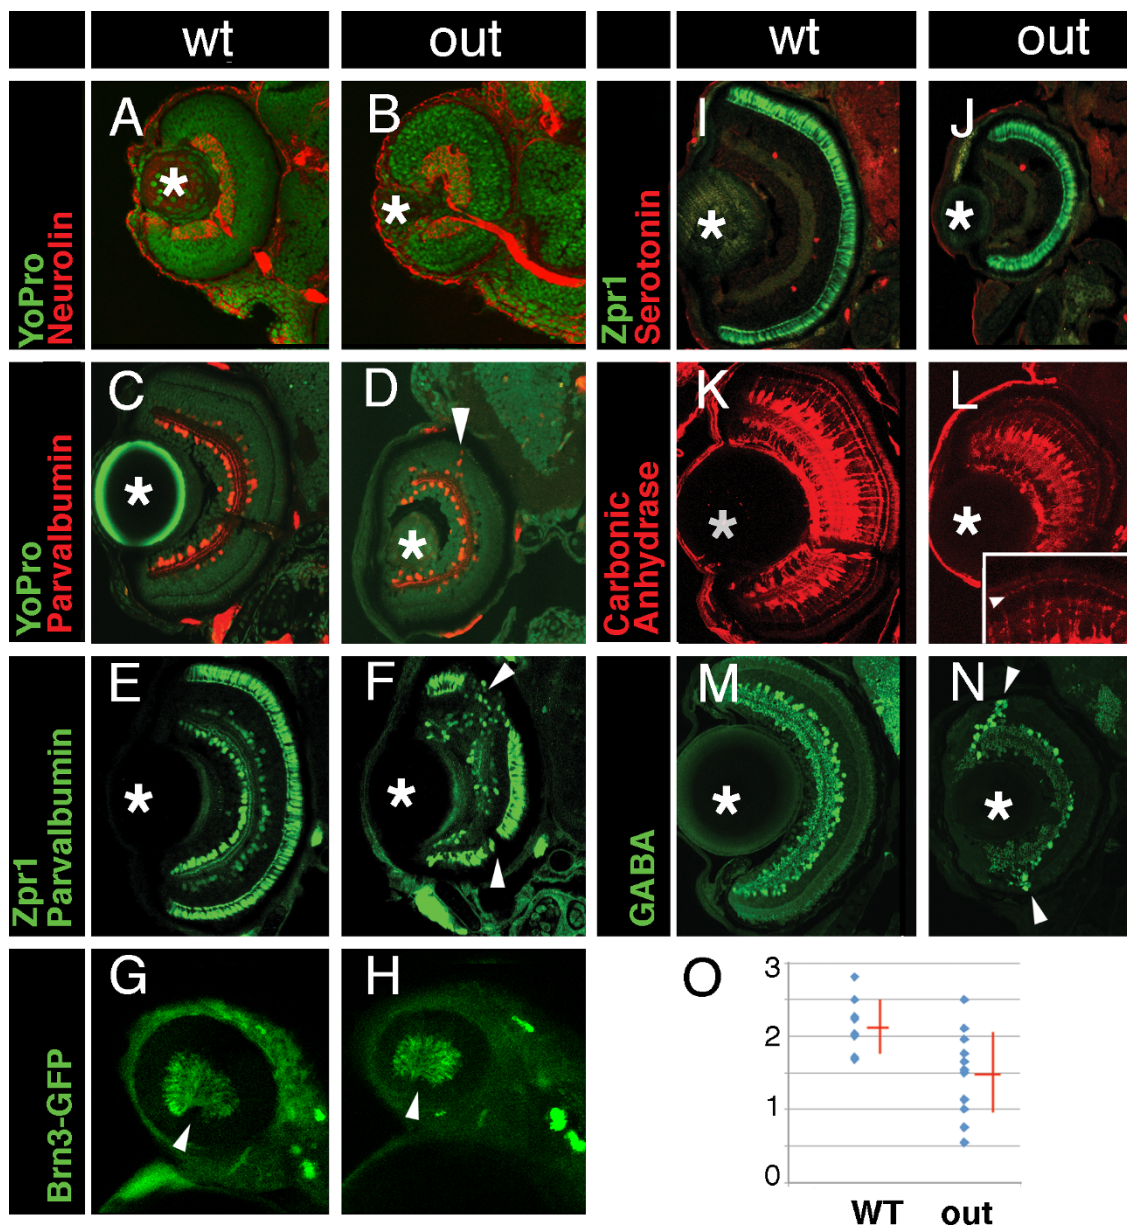 wt out wt out
A B I J
YoPro
Neurolin
Zpr1
Serotonin
* * * *
C D K L
YoPro
Parvalbumin
Carbonic
Anhydrase
* * * *
E F M N
Zpr1
Parvalbumin
GABA
* * * *
G H O
Brn3-GFP
3
2
1
0
WT out